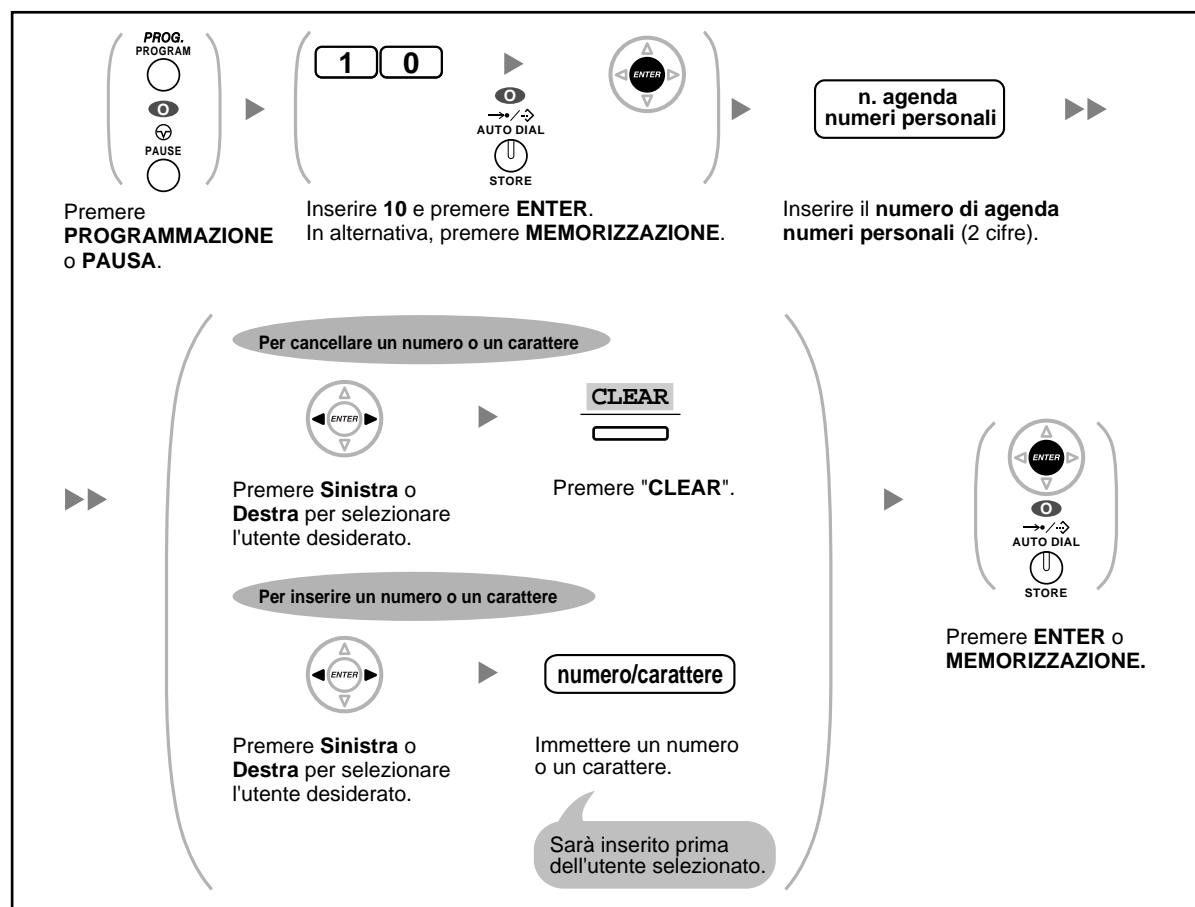 PROG.
PROGRAM
O
PAUSE
1 0
O
AUTO DIAL
STORE
ENTER
n. agenda
numeri personali
Premere
PROGRAMMAZIONE
o PAUSA.
Inserire 10 e premere ENTER.
In alternativa, premere MEMORIZZAZIONE.
Inserire il numero di agenda
numeri personali (2 cifre).
Per cancellare un numero o un carattere
ENTER
CLEAR
Premere Sinistra o
Destra per selezionare
l'utente desiderato.
Premere "CLEAR".
Per inserire un numero o un carattere
ENTER
numero/carattere
Premere Sinistra o
Destra per selezionare
l'utente desiderato.
Immettere un numero
o un carattere.
Sarà inserito prima
dell'utente selezionato.
ENTER
O
AUTO DIAL
STORE
Premere ENTER o
MEMORIZZAZIONE.